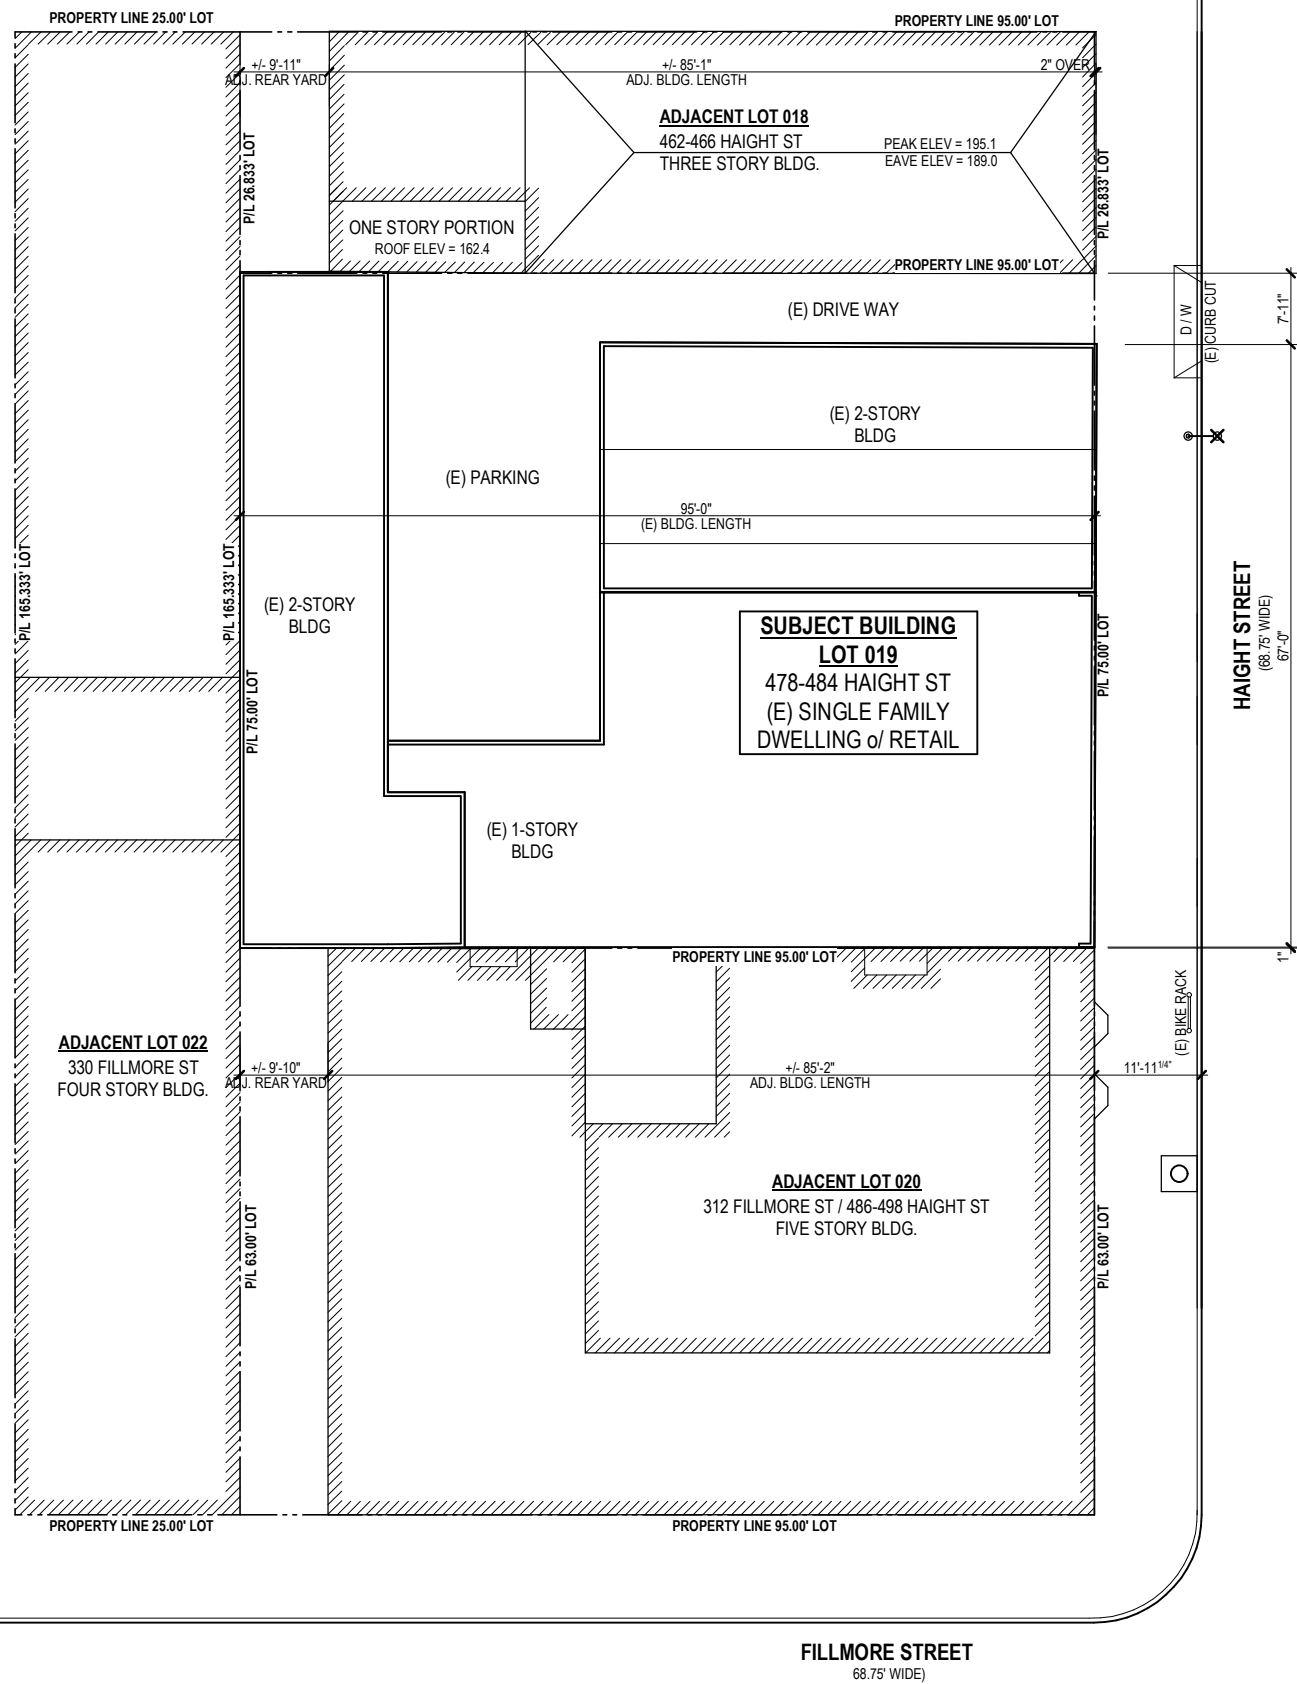 PROPERTY LINE 25.00' LOT
PROPERTY LINE 95.00' LOT
+/- 9'-11"
ADJ. REAR YARD
+/- 85'-1"
ADJ. BLDG. LENGTH
2" OVER
ADJACENT LOT 018
462-466 HAIGHT ST
THREE STORY BLDG.
PEAK ELEV = 195.1
EAVE ELEV = 189.0
P/L 26.833' LOT
P/L 26.833' LOT
ONE STORY PORTION
ROOF ELEV = 162.4
PROPERTY LINE 95.00' LOT
(E) DRIVE WAY
D / W
(E) CURB CUT
7'-11"
(E) 2-STORY
BLDG
(E) PARKING
95'-0"
(E) BLDG. LENGTH
P/L 165.333' LOT
P/L 165.333' LOT
(E) 2-STORY
BLDG
SUBJECT BUILDING
LOT 019
478-484 HAIGHT ST
(E) SINGLE FAMILY
DWELLING o/ RETAIL
P/L 75.00' LOT
P/L 75.00' LOT
HAIGHT STREET
(68.75' WIDE)
67'-0"
(E) 1-STORY
BLDG
PROPERTY LINE 95.00' LOT
1"
(E) BIKE RACK
ADJACENT LOT 022
330 FILLMORE ST
FOUR STORY BLDG.
+/- 9'-10"
ADJ. REAR YARD
+/- 85'-2"
ADJ. BLDG. LENGTH
11'-11 1/4"
ADJACENT LOT 020
312 FILLMORE ST / 486-498 HAIGHT ST
FIVE STORY BLDG.
P/L 63.00' LOT
P/L 63.00' LOT
PROPERTY LINE 25.00' LOT
PROPERTY LINE 95.00' LOT
FILLMORE STREET
68.75' WIDE)